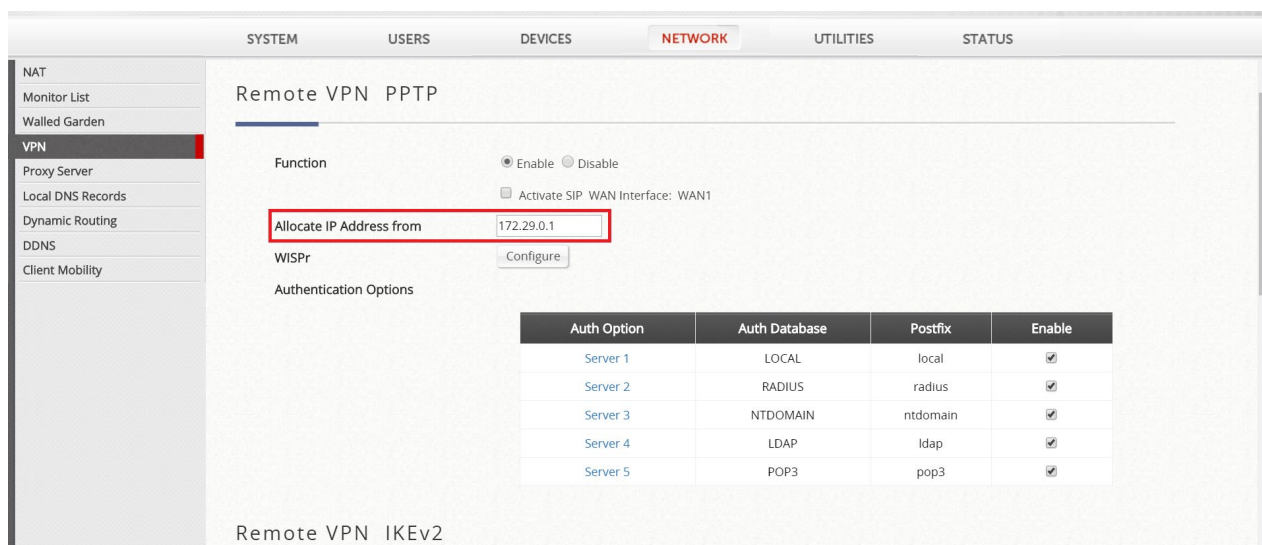 SYSTEM USERS DEVICES NETWORK UTILITIES STATUS
NAT
Monitor List
Walled Garden
VPN
Proxy Server
Local DNS Records
Dynamic Routing
DDNS
Client Mobility
Remote VPN PPTP
Function Enable Disable
Activate SIP WAN Interface: WAN1
Allocate IP Address from 172.29.0.1
WISPr Configure
Authentication Options
Auth Option Auth Database Postfix Enable
Server 1 LOCAL local
Server 2 RADIUS radius
Server 3 NTDOMAIN ntdomain
Server 4 LDAP ldap
Server 5 POP3 pop3
Remote VPN IKEv2